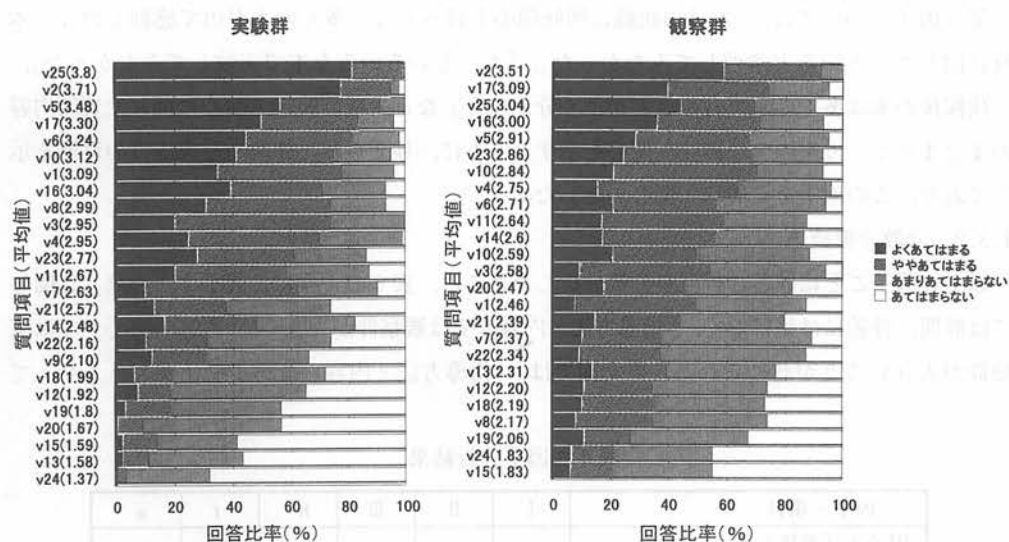 実験群
質問項目(平均値)
v25(3.8)
v2(3.71)
v5(3.48)
v17(3.30)
v6(3.24)
v10(3.12)
v1(3.09)
v16(3.04)
v8(2.99)
v3(2.95)
v4(2.95)
v23(2.77)
v11(2.67)
v7(2.63)
v21(2.57)
v14(2.48)
v22(2.16)
v9(2.10)
v18(1.99)
v12(1.92)
v19(1.8)
v20(1.67)
v15(1.59)
v13(1.58)
v24(1.37)
0 20 40 60 80 100
回答比率(%)
観察群
質問項目(平均値)
v2(3.51)
v17(3.09)
v25(3.04)
v16(3.00)
v5(2.91)
v23(2.86)
v10(2.84)
v4(2.75)
v6(2.71)
v11(2.64)
v14(2.6)
v10(2.59)
v3(2.58)
v20(2.47)
v1(2.46)
v21(2.39)
v7(2.37)
v22(2.34)
v13(2.31)
v12(2.20)
v18(2.19)
v8(2.17)
v19(2.06)
v24(1.83)
v15(1.83)
0 20 40 60 80 100
回答比率(%)
よくあてはまる
ややあてはまる
あまりあてはまらない
あてはまらない